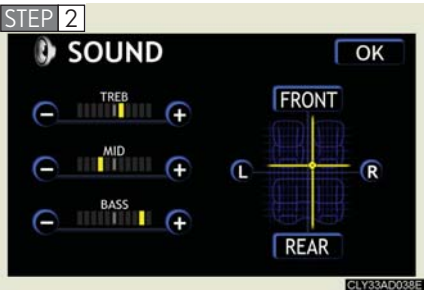 STEP 2
SOUND
OK
TREB
− +
MID
− +
BASS
− +
FRONT
L R
REAR
CLY33AD038E